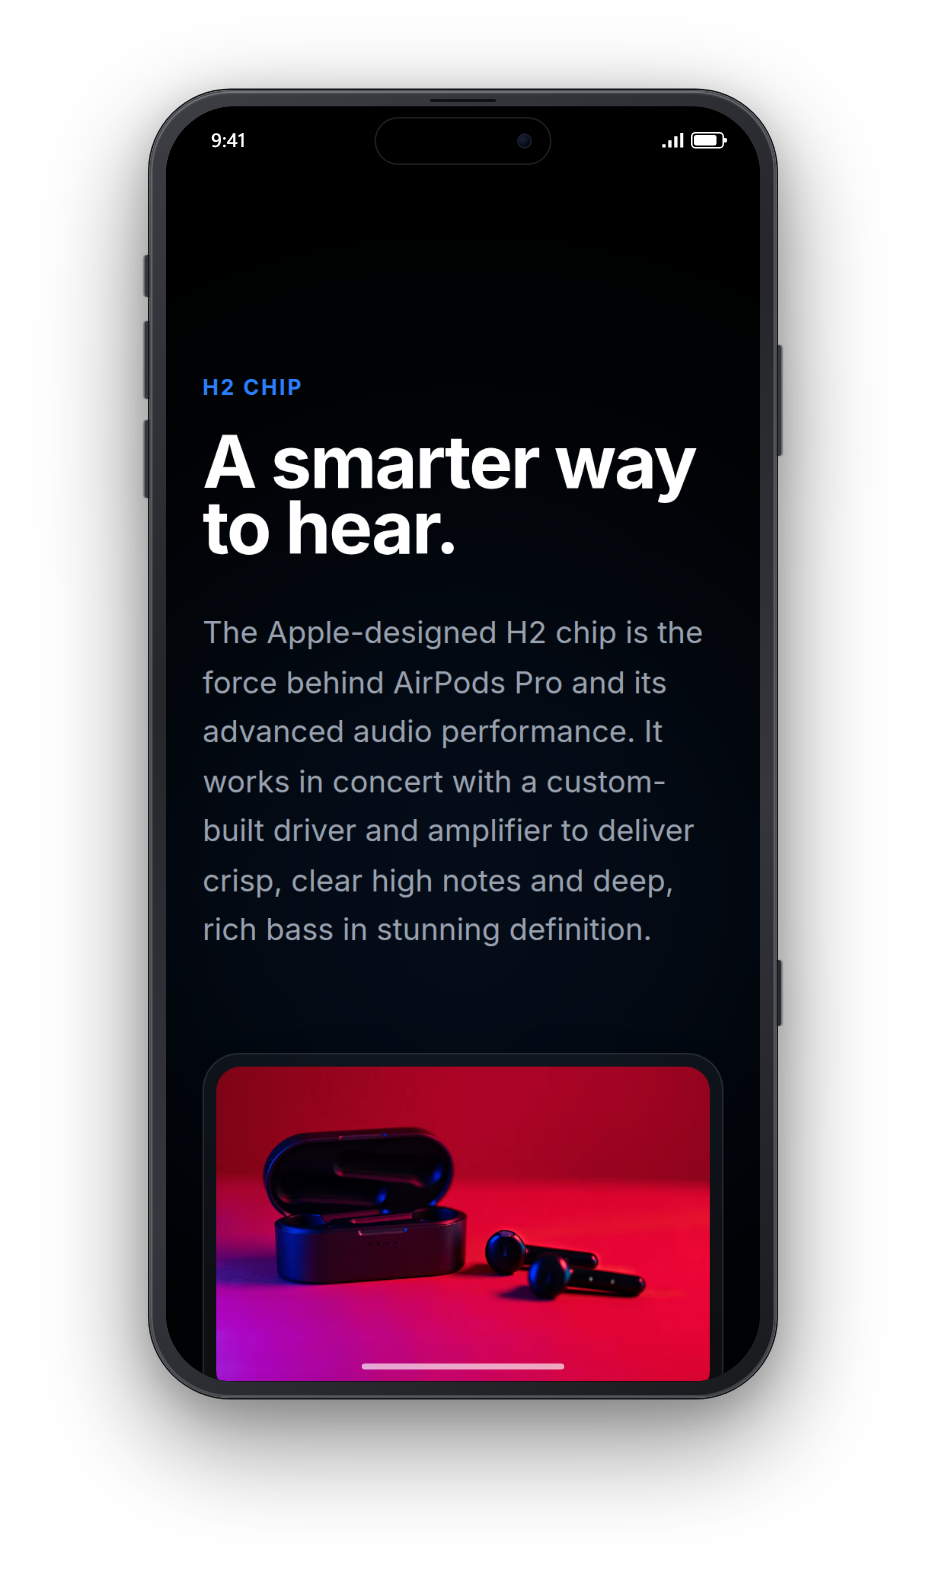 9:41
H2 CHIP
A smarter way
to hear.
The Apple-designed H2 chip is the
force behind AirPods Pro and its
advanced audio performance. It
works in concert with a custom-
built driver and amplifier to deliver
crisp, clear high notes and deep,
rich bass in stunning definition.